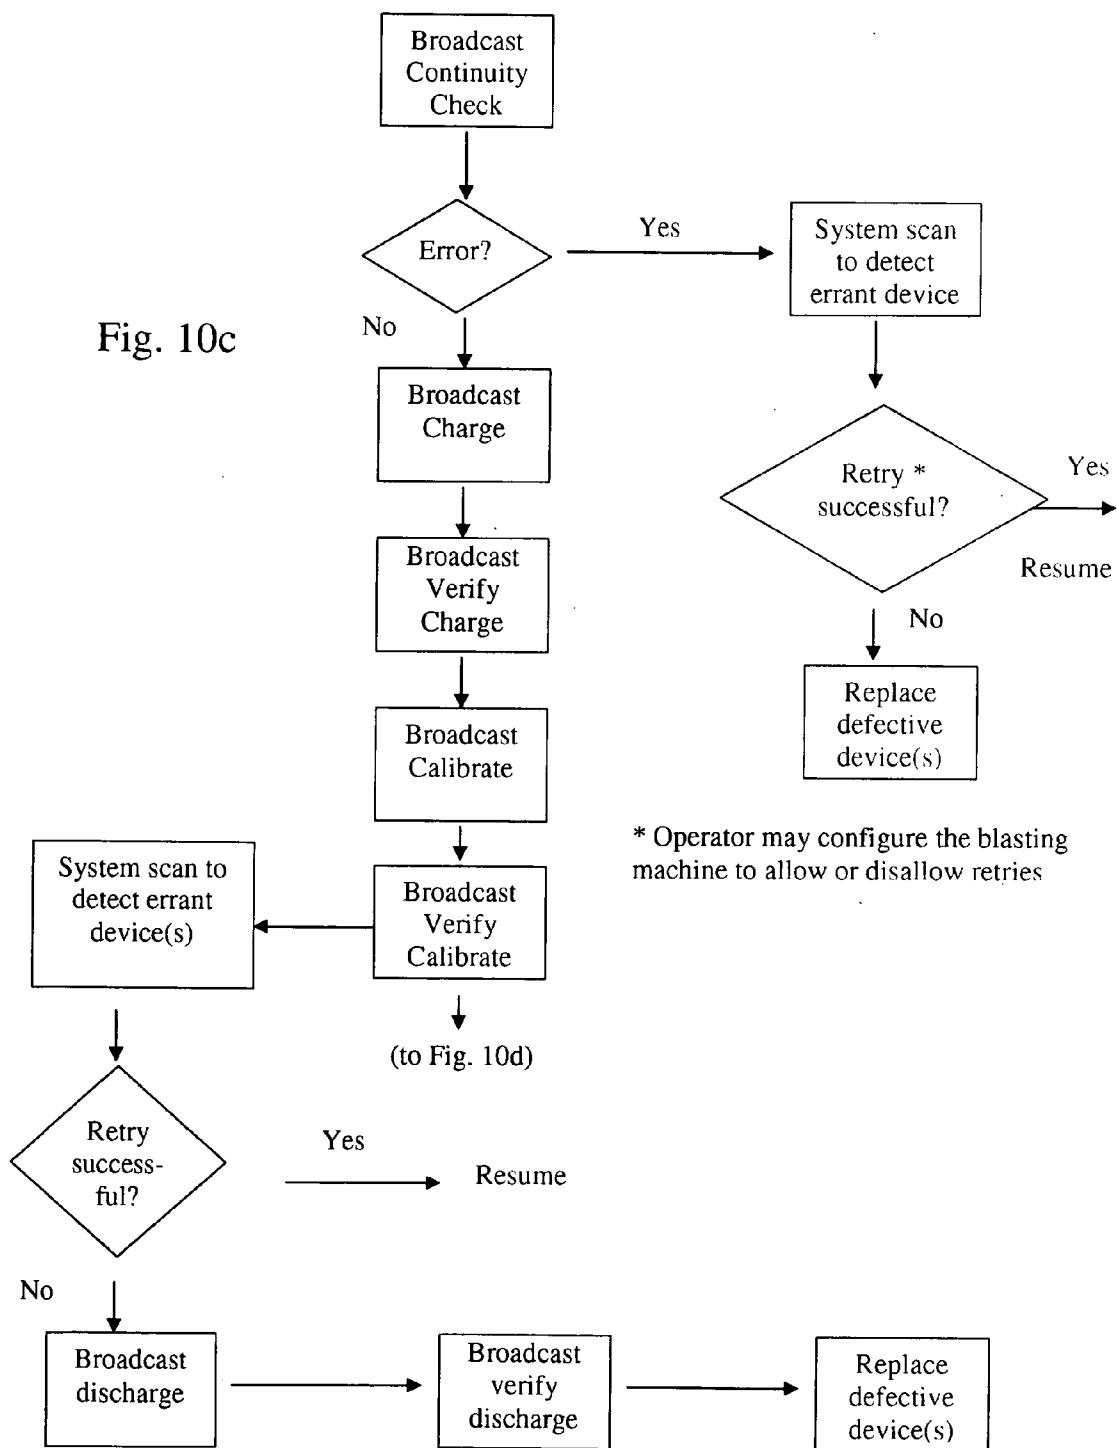 Broadcast
Continuity
Check
Error?
Yes
System scan
to detect
errant device
Fig. 10c
No
Broadcast
Charge
Retry *
successful?
Yes
Resume
Broadcast
Verify
Charge
No
Replace
defective
device(s)
Broadcast
Calibrate
* Operator may configure the blasting
machine to allow or disallow retries
System scan to
detect errant
device(s)
Broadcast
Verify
Calibrate
(to Fig. 10d)
Retry
success-
ful?
Yes
Resume
No
Broadcast
discharge
Broadcast
verify
discharge
Replace
defective
device(s)